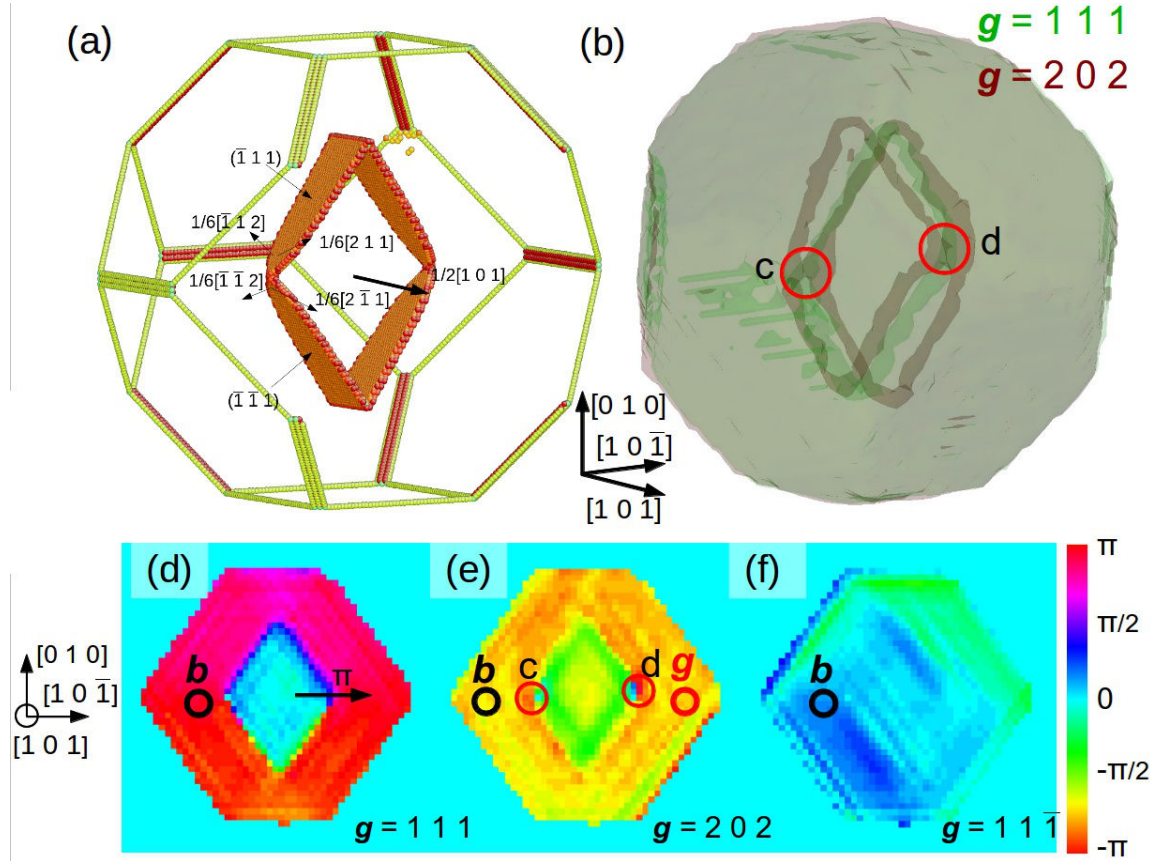 (a)
(b)
g = 1 1 1
g = 2 0 2
(1̅ 1 1)
1/6[1̅ 1 2]
1/6[2 1 1]
1/6[1̅ 1̅ 2]
1/2[1 0 1]
1/6[2 1̅ 1]
(1̅ 1̅ 1)
c
d
[0 1 0]
[1 0 1̅]
[1 0 1]
(d)
(e)
(f)
π
π/2
0
-π/2
-π
[0 1 0]
[1 0 1̅]
[1 0 1]
b
π
b
c
d
g
b
g = 1 1 1
g = 2 0 2
g = 1 1 1̅